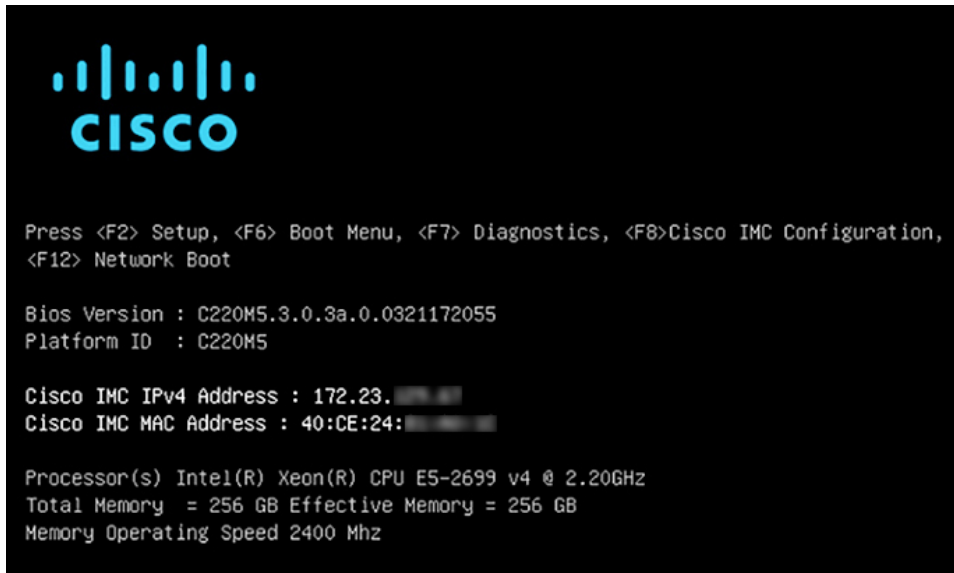 CISCO
Press <F2> Setup, <F6> Boot Menu, <F7> Diagnostics, <F8>Cisco IMC Configuration,
<F12> Network Boot
Bios Version : C220M5.3.0.3a.0.0321172055
Platform ID  : C220M5
Cisco IMC IPv4 Address : 172.23.
Cisco IMC MAC Address : 40:CE:24:
Processor(s) Intel(R) Xeon(R) CPU E5-2699 v4 @ 2.20GHz
Total Memory  = 256 GB Effective Memory = 256 GB
Memory Operating Speed 2400 Mhz